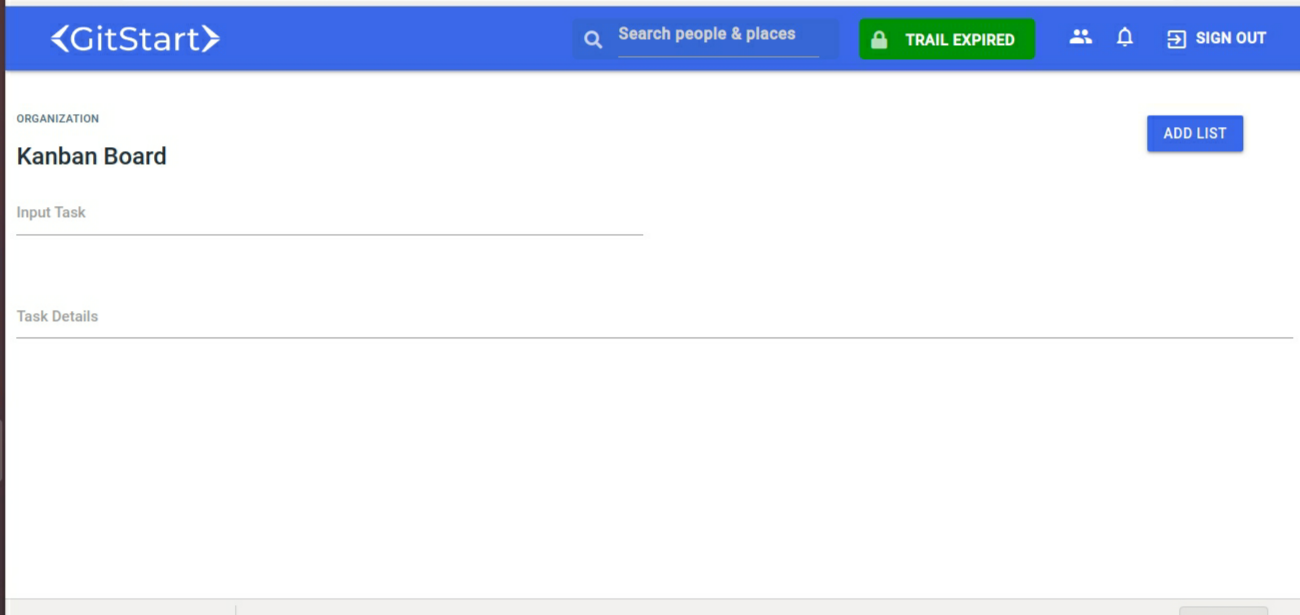 <GitStart>
Search people & places
TRAIL EXPIRED
SIGN OUT
ORGANIZATION
Kanban Board
ADD LIST
Input Task
Task Details